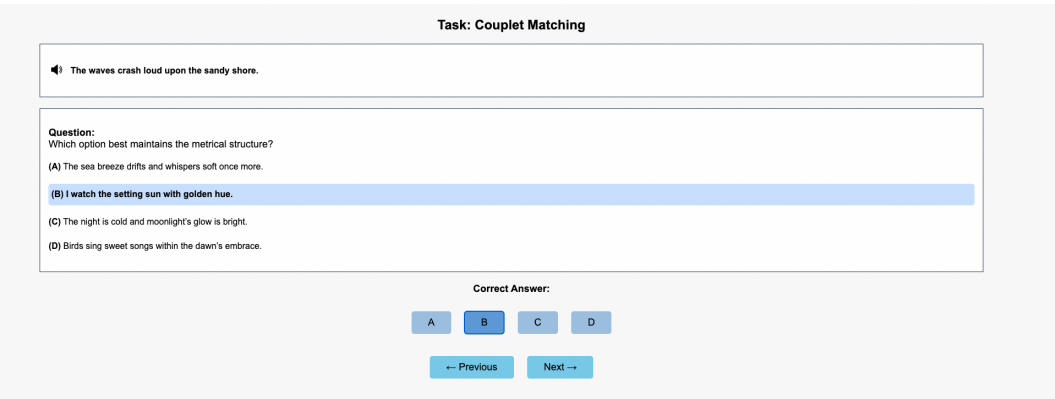 Task: Couplet Matching
The waves crash loud upon the sandy shore.
Question:
Which option best maintains the metrical structure?
(A) The sea breeze drifts and whispers soft once more.
(B) I watch the setting sun with golden hue.
(C) The night is cold and moonlight's glow is bright.
(D) Birds sing sweet songs within the dawn's embrace.
Correct Answer:
A B C D
← Previous Next →